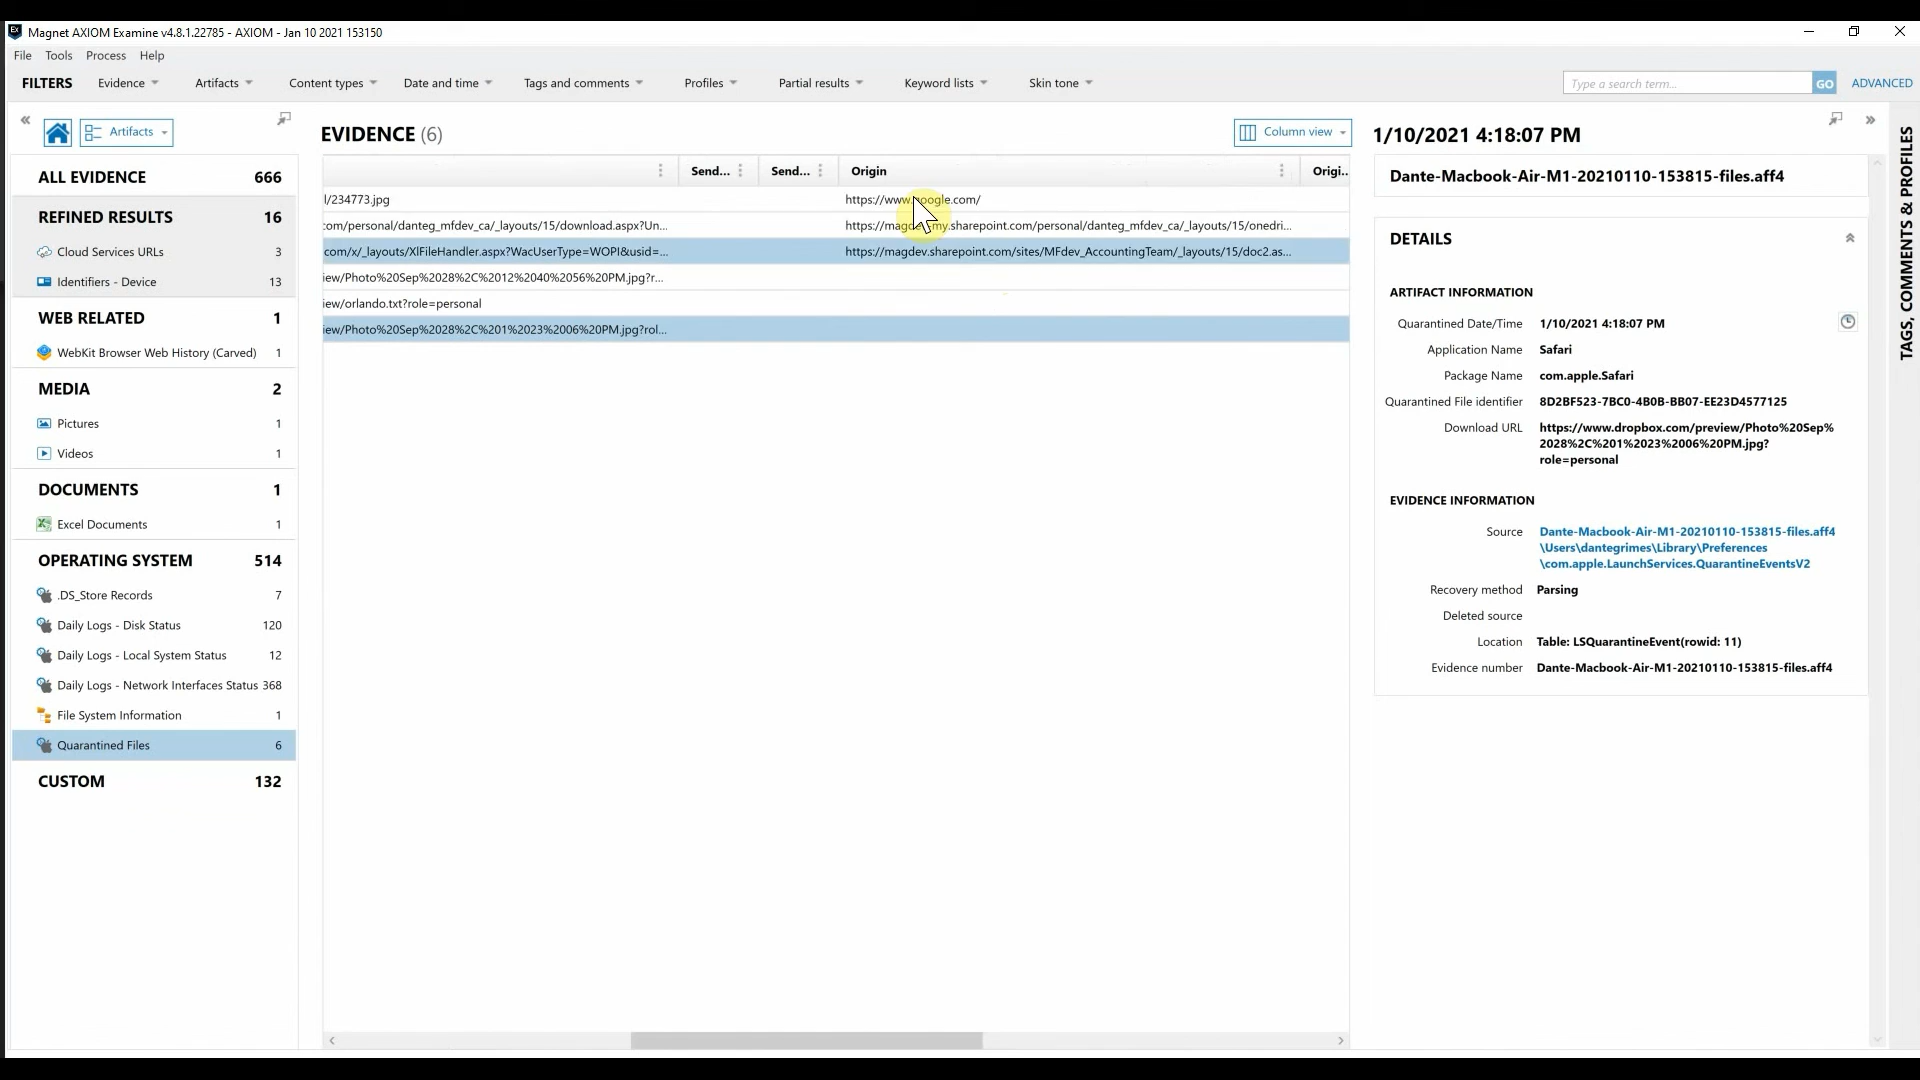 Magnet AXIOM Examine v4.8.1.22785 - AXIOM - Jan 10 2021 153150
File Tools Process Help
FILTERS Evidence Artifacts Content types Date and time Tags and comments Profiles Partial results Keyword lists Skin tone Type a search term... GO ADVANCED
Artifacts
ALL EVIDENCE 666
REFINED RESULTS 16
Cloud Services URLs 3
Identifiers - Device 13
WEB RELATED 1
WebKit Browser Web History (Carved) 1
MEDIA 2
Pictures 1
Videos 1
DOCUMENTS 1
Excel Documents 1
OPERATING SYSTEM 514
.DS_Store Records 7
Daily Logs - Disk Status 120
Daily Logs - Local System Status 12
Daily Logs - Network Interfaces Status 368
File System Information 1
Quarantined Files 6
CUSTOM 132
EVIDENCE (6)
Column view
Send... Send... Origin Origi..
l/234773.jpg https://www.google.com/
com/personal/danteg_mfdev_ca/_layouts/15/download.aspx?Un... https://magdev-my.sharepoint.com/personal/danteg_mfdev_ca/_layouts/15/onedri...
com/x/_layouts/XlFileHandler.aspx?WacUserType=WOPI&usid=... https://magdev.sharepoint.com/sites/MFdev_AccountingTeam/_layouts/15/doc2.as...
iew/Photo%20Sep%2028%2C%2012%2040%2056%20PM.jpg?r...
iew/orlando.txt?role=personal
iew/Photo%20Sep%2028%2C%201%2023%2006%20PM.jpg?rol...
1/10/2021 4:18:07 PM
Dante-Macbook-Air-M1-20210110-153815-files.aff4
DETAILS
ARTIFACT INFORMATION
Quarantined Date/Time 1/10/2021 4:18:07 PM
Application Name Safari
Package Name com.apple.Safari
Quarantined File identifier 8D2BF523-7BC0-4B0B-BB07-EE23D4577125
Download URL https://www.dropbox.com/preview/Photo%20Sep%
2028%2C%201%2023%2006%20PM.jpg?
role=personal
EVIDENCE INFORMATION
Source Dante-Macbook-Air-M1-20210110-153815-files.aff4
\Users\dantegrimes\Library\Preferences
\com.apple.LaunchServices.QuarantineEventsV2
Recovery method Parsing
Deleted source
Location Table: LSQuarantineEvent(rowid: 11)
Evidence number Dante-Macbook-Air-M1-20210110-153815-files.aff4
TAGS, COMMENTS & PROFILES